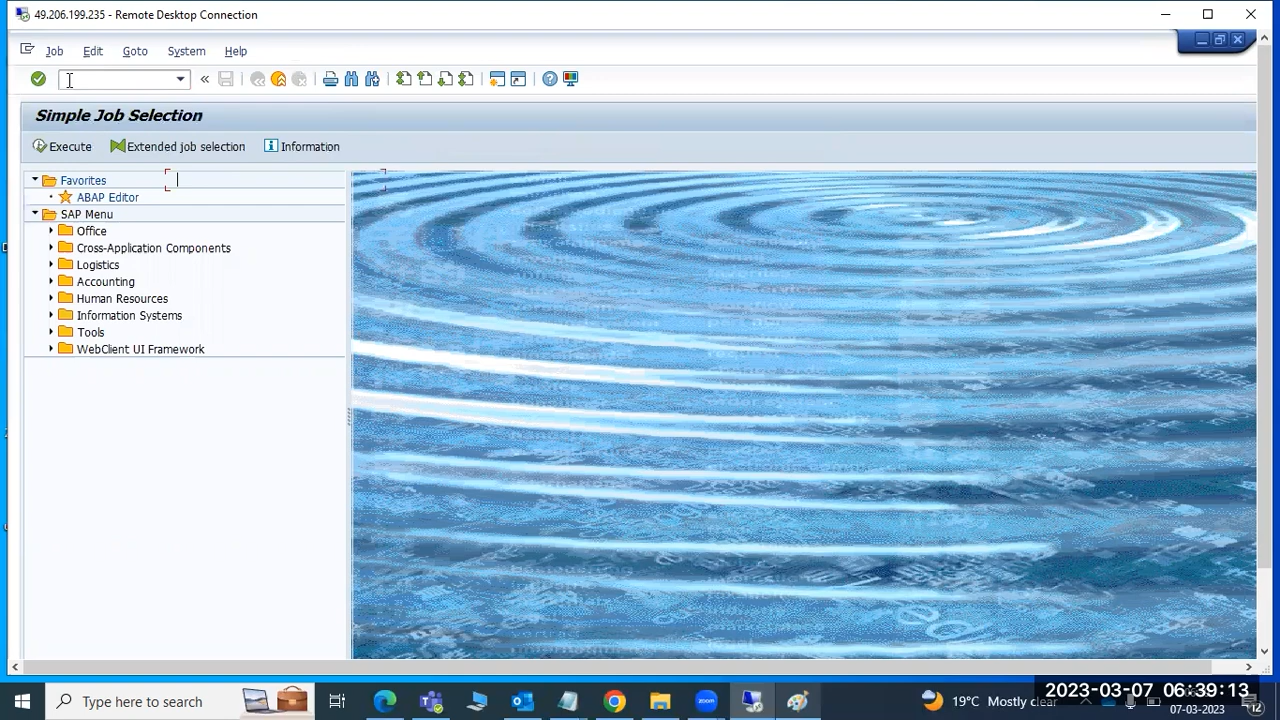 49.206.199.235 - Remote Desktop Connection
Job Edit Goto System Help
Simple Job Selection
Execute Extended job selection Information
Favorites
ABAP Editor
SAP Menu
Office
Cross-Application Components
Logistics
Accounting
Human Resources
Information Systems
Tools
WebClient UI Framework
Type here to search
zoom
19°C Mostly clear
2023-03-07 06:39:13
07-03-2023
12